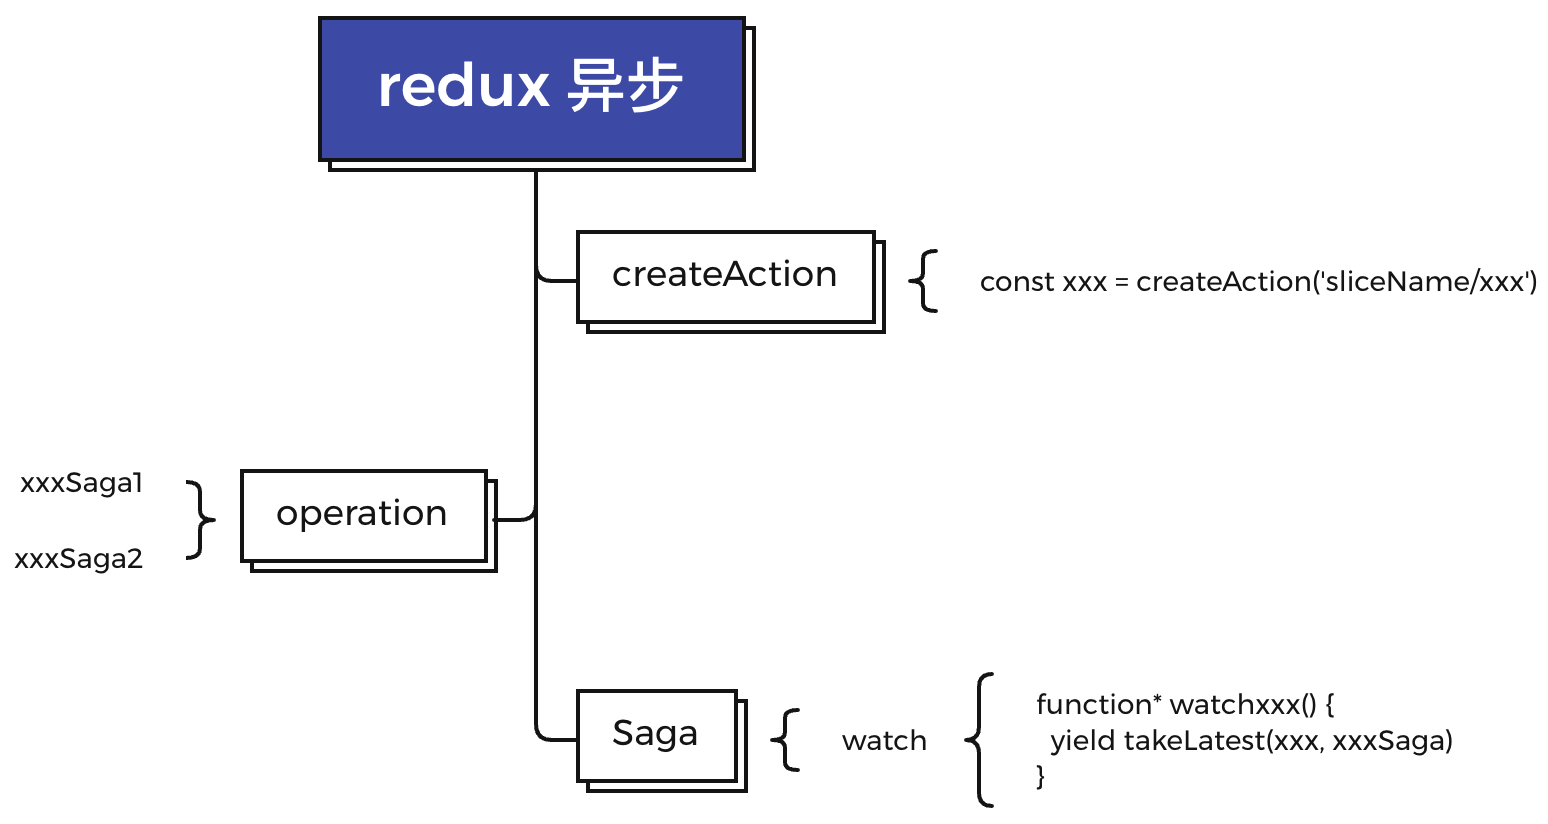 redux 异步
createAction
const xxx = createAction('sliceName/xxx')
xxxSaga1
operation
xxxSaga2
Saga
watch
function* watchxxx() {
  yield takeLatest(xxx, xxxSaga)
}